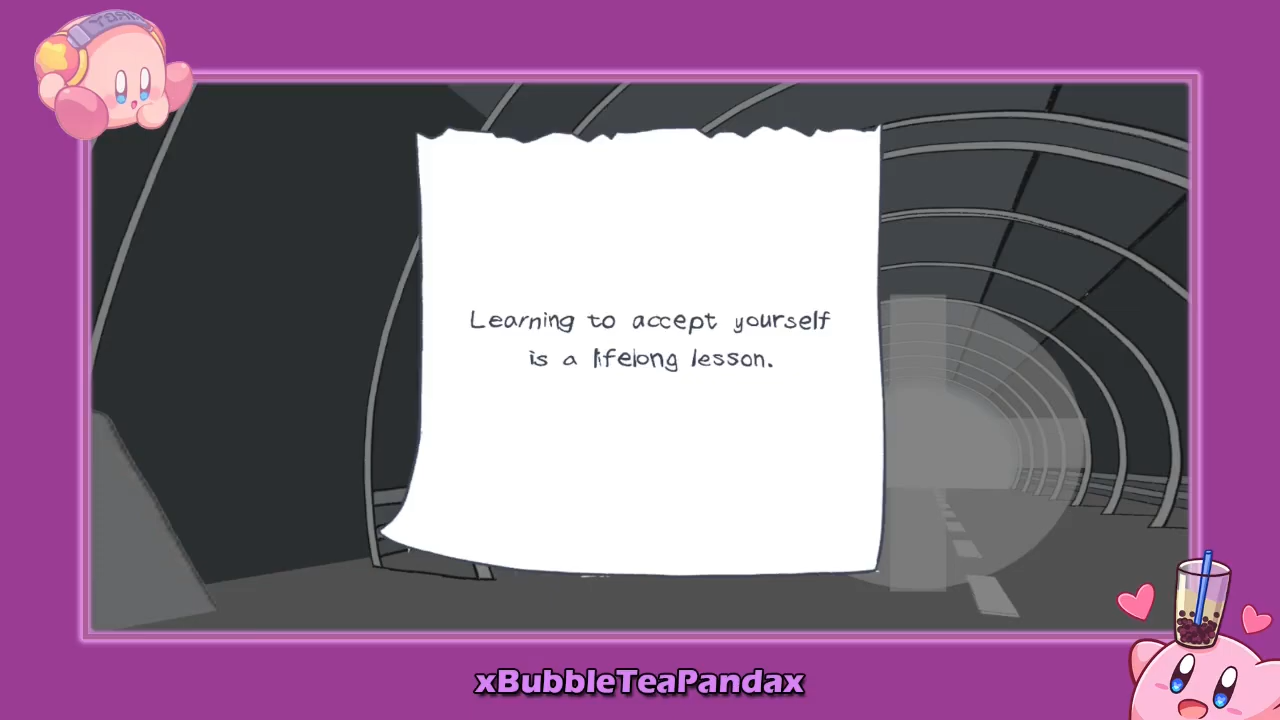 Learning to accept yourself
is a lifelong lesson.
xBubbleTeaPandax